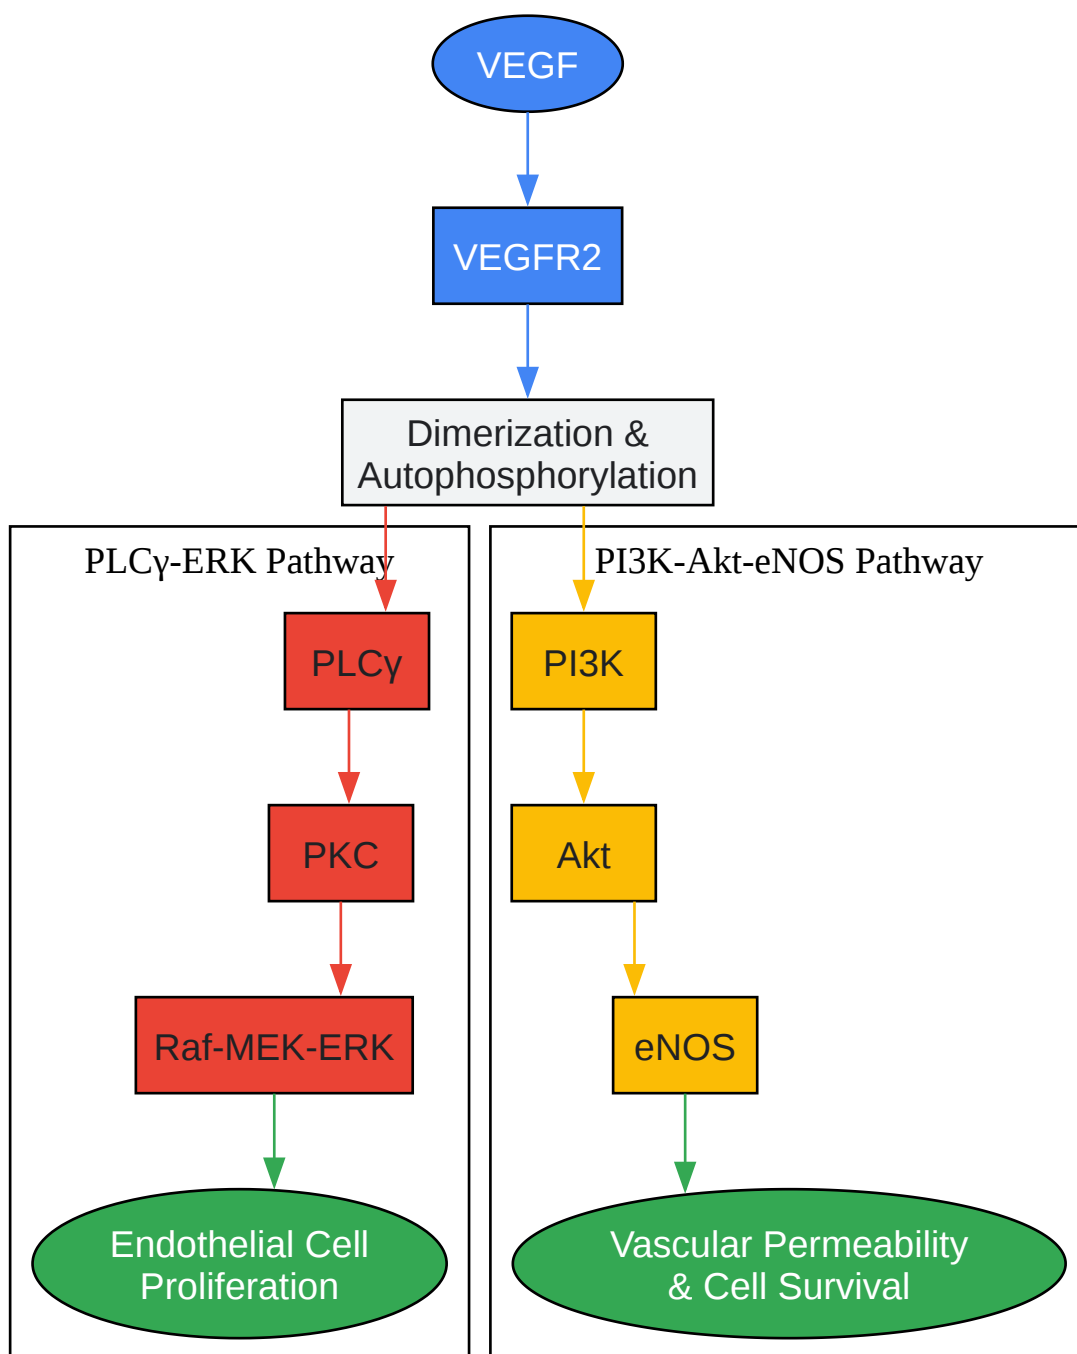 VEGF
VEGFR2
Dimerization &
Autophosphorylation
PLCγ-ERK Pathway
PLCγ
PKC
Raf-MEK-ERK
Endothelial Cell
Proliferation
PI3K-Akt-eNOS Pathway
PI3K
Akt
eNOS
Vascular Permeability
& Cell Survival